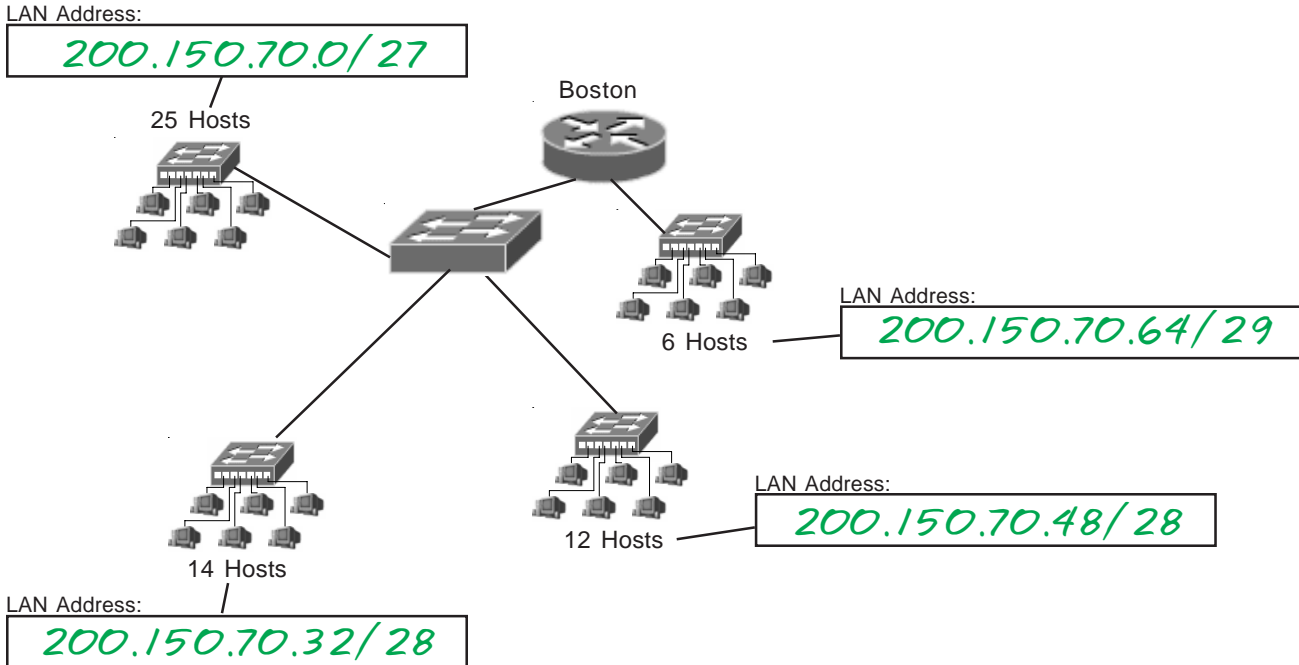 LAN Address:
200.150.70.0/27
25 Hosts
Boston
6 Hosts
LAN Address:
200.150.70.64/29
12 Hosts
LAN Address:
200.150.70.48/28
14 Hosts
LAN Address:
200.150.70.32/28